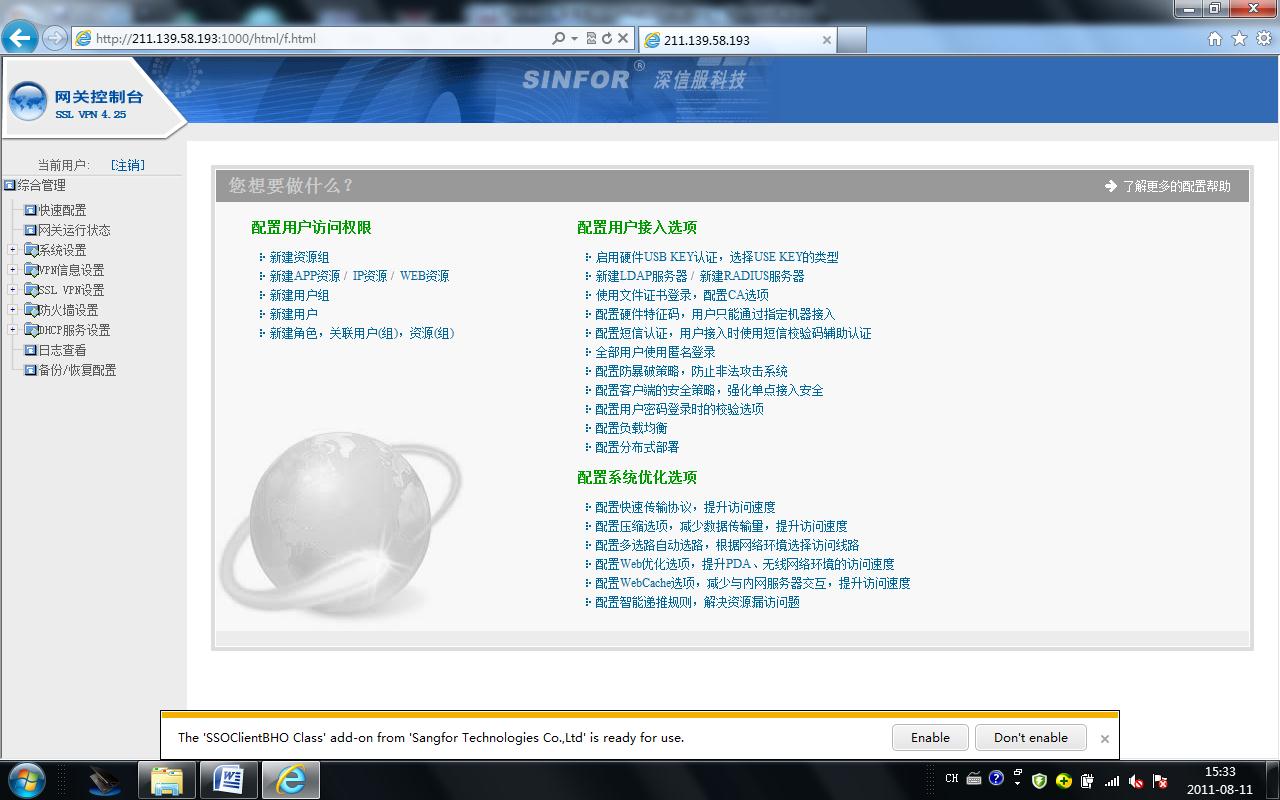 http://211.139.58.193:1000/html/f.html
211.139.58.193
网关控制台
SSL VPN 4.25
SINFOR® 深信服科技
当前用户: [注销]
综合管理
快速配置
网关运行状态
系统设置
VPN信息设置
SSL VPN设置
防火墙设置
DHCP服务设置
日志查看
备份/恢复配置
您想要做什么?
了解更多的配置帮助
配置用户访问权限
新建资源组
新建APP资源 / IP资源 / WEB资源
新建用户组
新建用户
新建角色，关联用户(组)，资源(组)
配置用户接入选项
启用硬件USB KEY认证，选择USE KEY的类型
新建LDAP服务器 / 新建RADIUS服务器
使用文件证书登录，配置CA选项
配置硬件特征码，用户只能通过指定机器接入
配置短信认证，用户接入时使用短信校验码辅助认证
全部用户使用匿名登录
配置防暴破策略，防止非法攻击系统
配置客户端的安全策略，强化单点接入安全
配置用户密码登录时的校验选项
配置负载均衡
配置分布式部署
配置系统优化选项
配置快速传输协议，提升访问速度
配置压缩选项，减少数据传输量，提升访问速度
配置多选路自动选路，根据网络环境选择访问线路
配置Web优化选项，提升PDA、无线网络环境的访问速度
配置WebCache选项，减少与内网服务器交互，提升访问速度
配置智能递推规则，解决资源漏访问题
The 'SSOClientBHO Class' add-on from 'Sangfor Technologies Co.,Ltd' is ready for use.
Enable
Don't enable
CH
15:33
2011-08-11